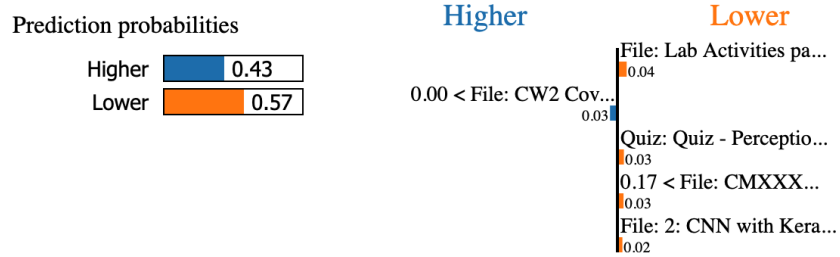 Prediction probabilities
Higher 0.43
Lower 0.57
Higher Lower
File: Lab Activities pa...
0.04
0.00 < File: CW2 Cov...
0.03
Quiz: Quiz - Perceptio...
0.03
0.17 < File: CMXXX...
0.03
File: 2: CNN with Kera...
0.02